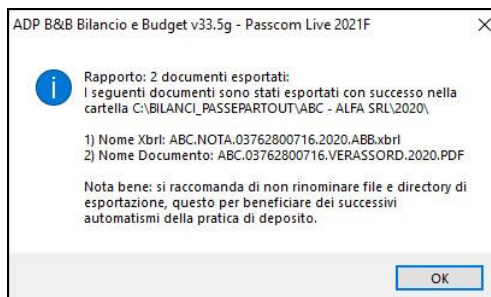 ADP B&B Bilancio e Budget v33.5g - Passcom Live 2021F
Rapporto: 2 documenti esportati:
I seguenti documenti sono stati esportati con successo nella
cartella C:\BILANCI_PASSEPARTOUT\ABC - ALFA SRL\2020\
1) Nome Xbrl: ABC.NOTA.03762800716.2020.ABB.xbrl
2) Nome Documento: ABC.03762800716.VERASSORD.2020.PDF
Nota bene: si raccomanda di non rinominare file e directory di
esportazione, questo per beneficiare dei successivi
automatismi della pratica di deposito.
OK